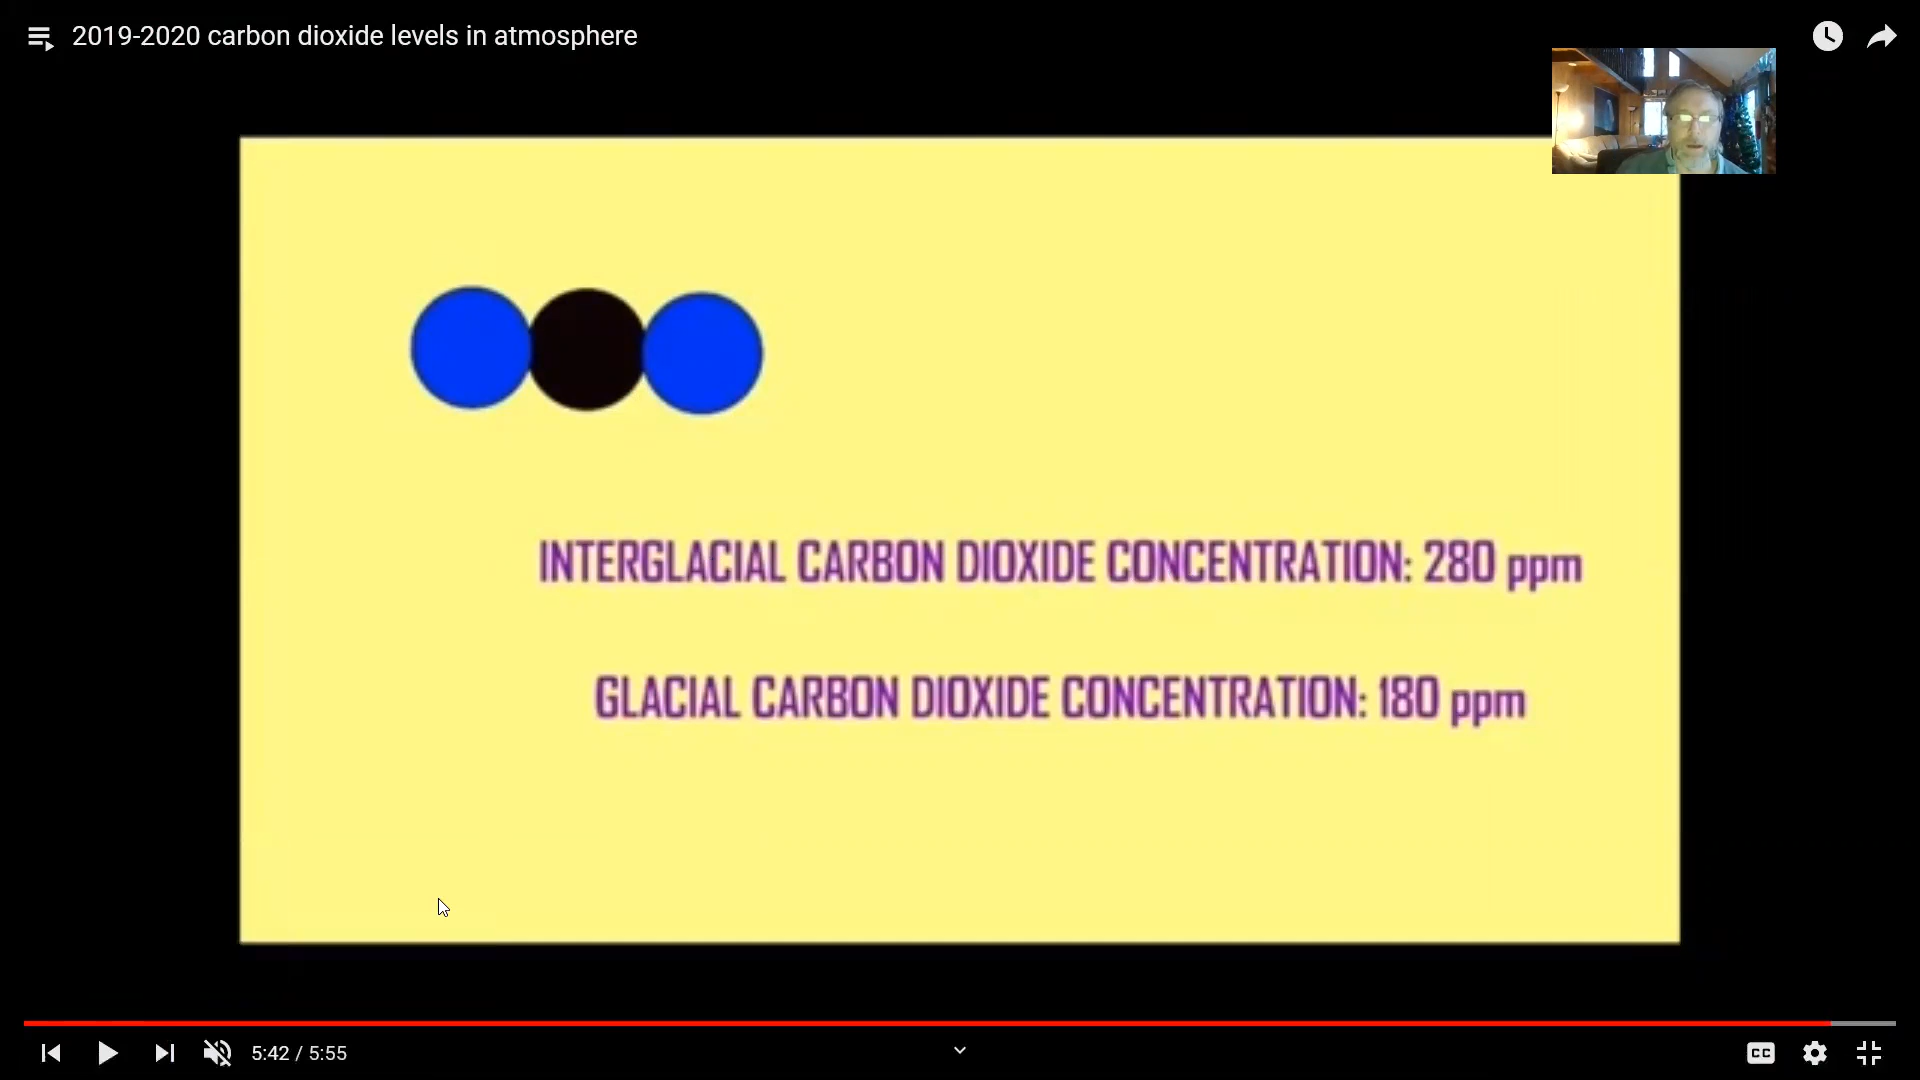 2019-2020 carbon dioxide levels in atmosphere
INTERGLACIAL CARBON DIOXIDE CONCENTRATION: 280 ppm
GLACIAL CARBON DIOXIDE CONCENTRATION: 180 ppm
5:42 / 5:55
CC